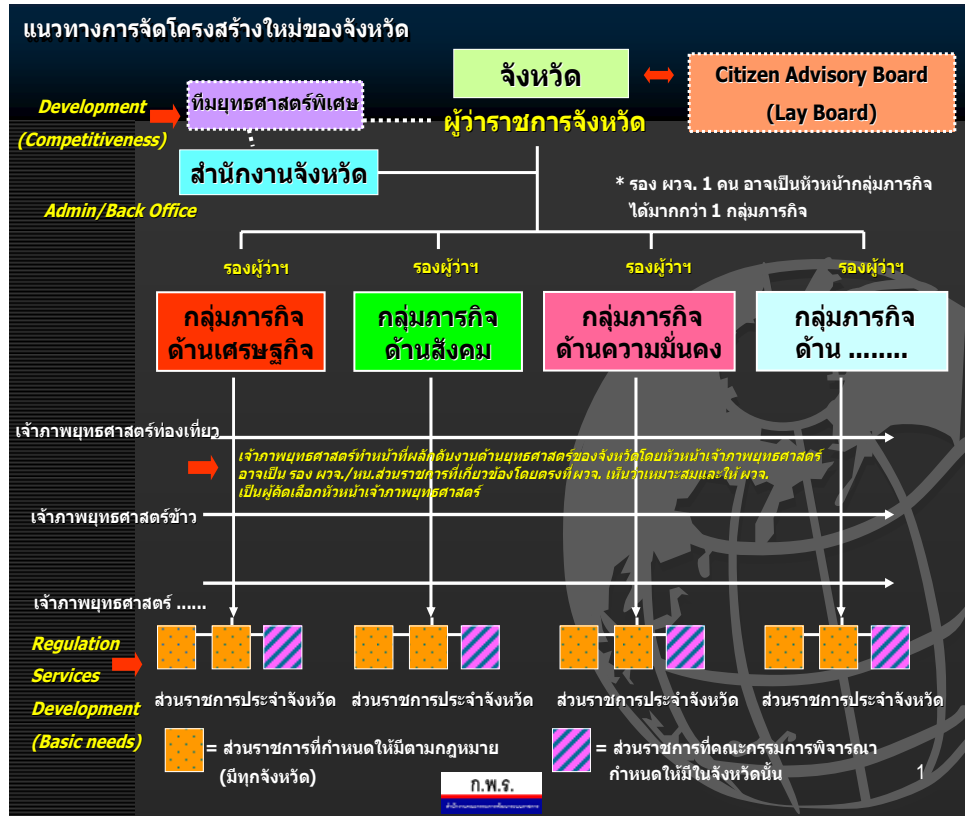 แนวทางการจัดโครงสร้างใหม่ของจังหวัด
จังหวัด
Citizen Advisory Board
(Lay Board)
Development
(Competitiveness)
ทีมยุทธศาสตร์พิเศษ
ผู้ว่าราชการจังหวัด
สำนักงานจังหวัด
Admin/Back Office
* รอง ผวจ. 1 คน อาจเป็นหัวหน้ากลุ่มภารกิจ
ได้มากกว่า 1 กลุ่มภารกิจ
รองผู้ว่าฯ
รองผู้ว่าฯ
รองผู้ว่าฯ
รองผู้ว่าฯ
กลุ่มภารกิจ
ด้านเศรษฐกิจ
กลุ่มภารกิจ
ด้านสังคม
กลุ่มภารกิจ
ด้านความมั่นคง
กลุ่มภารกิจ
ด้าน ........
เจ้าภาพยุทธศาสตร์ท่องเที่ยว
เจ้าภาพยุทธศาสตร์ทำหน้าที่ผลักดันงานด้านยุทธศาสตร์ของจังหวัดโดยหัวหน้าเจ้าภาพยุทธศาสตร์
อาจเป็น รอง ผวจ./หน.ส่วนราชการที่เกี่ยวข้องโดยตรงที่ ผวจ. เห็นว่าเหมาะสมและให้ ผวจ.
เป็นผู้คัดเลือกหัวหน้าเจ้าภาพยุทธศาสตร์
เจ้าภาพยุทธศาสตร์ข้าว
เจ้าภาพยุทธศาสตร์ ......
Regulation
Services
Development
(Basic needs)
ส่วนราชการประจำจังหวัด
ส่วนราชการประจำจังหวัด
ส่วนราชการประจำจังหวัด
ส่วนราชการประจำจังหวัด
= ส่วนราชการที่กำหนดให้มีตามกฎหมาย
(มีทุกจังหวัด)
= ส่วนราชการที่คณะกรรมการพิจารณา
กำหนดให้มีในจังหวัดนั้น
1
ก.พ.ร.
สำนักงานคณะกรรมการพัฒนาระบบราชการ